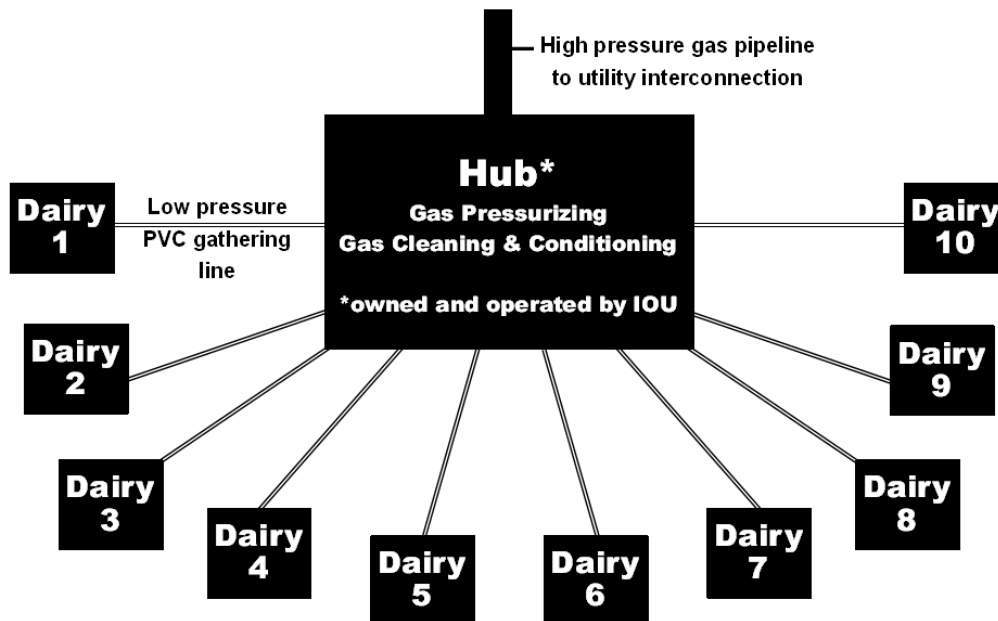 High pressure gas pipeline
to utility interconnection
Hub*
Gas Pressurizing
Gas Cleaning & Conditioning
*owned and operated by IOU
Low pressure
PVC gathering
line
Dairy
1
Dairy
2
Dairy
3
Dairy
4
Dairy
5
Dairy
6
Dairy
7
Dairy
8
Dairy
9
Dairy
10